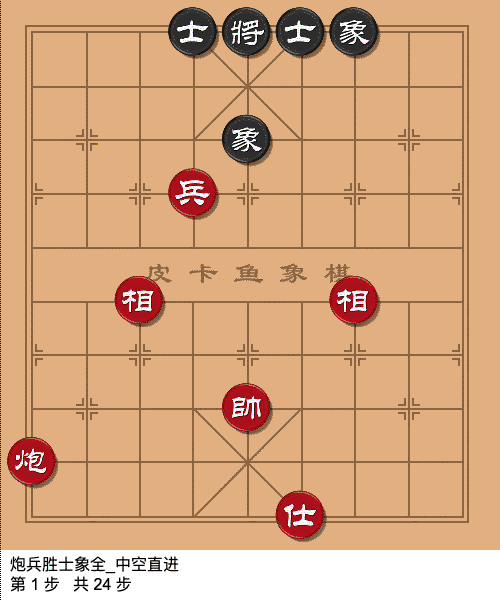 士 將 士 象
象
兵
皮卡鱼象棋
相 相
帥
炮
仕
炮兵胜士象全_中空直进
第 1 步 共 24 步